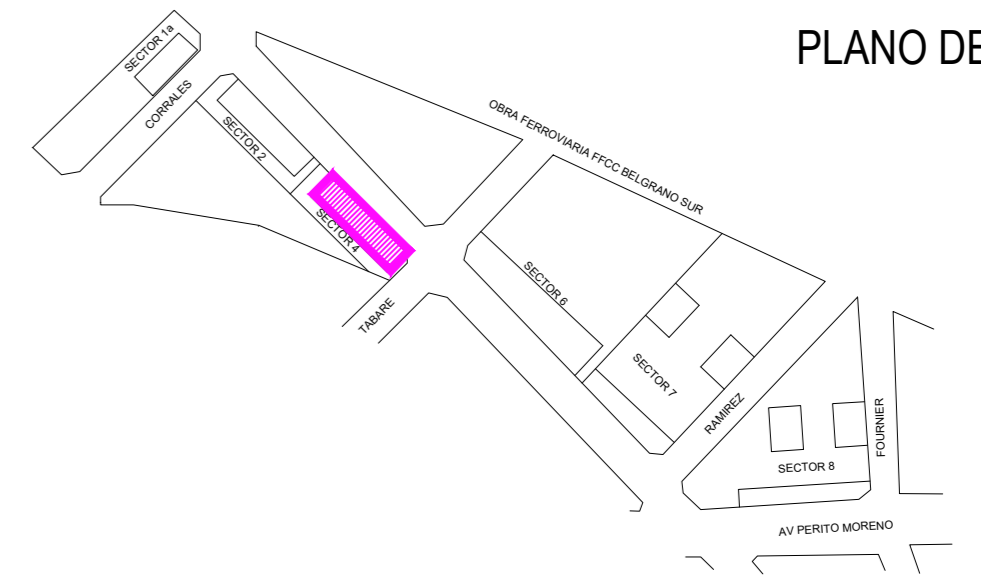 PLANO DE
SECTOR 1a
CORRALES
SECTOR 2
OBRA FERROVIARIA FFCC BELGRANO SUR
SECTOR 4
TABARE
SECTOR 6
SECTOR 7
RAMIREZ
FOURNIER
SECTOR 8
AV PERITO MORENO